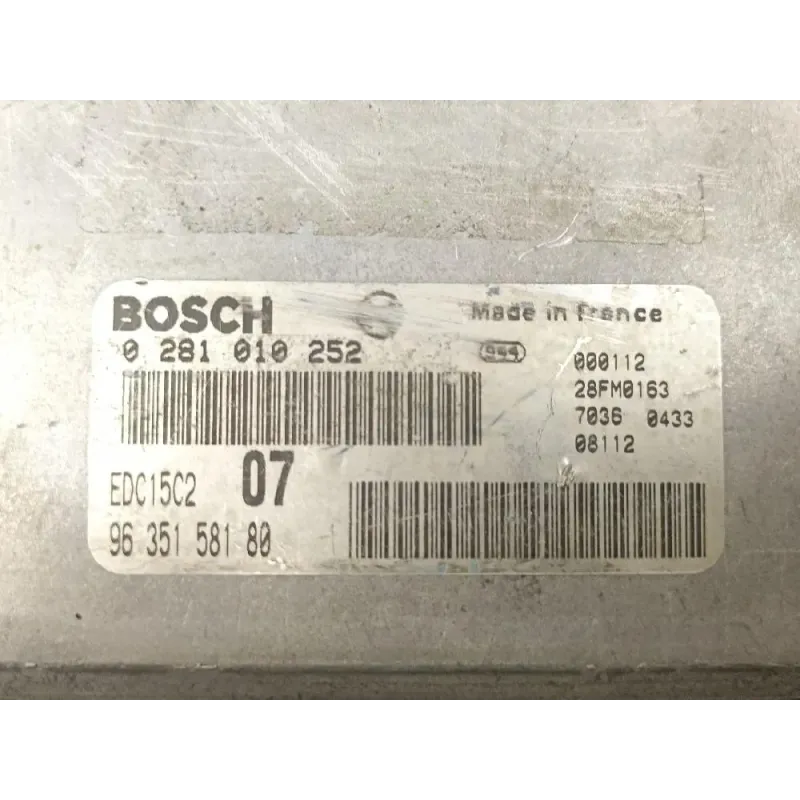 BOSCH
Made in France
0 281 010 252
000112
28FM0163
7036 0433
08112
EDC15C2 07
96 351 581 80